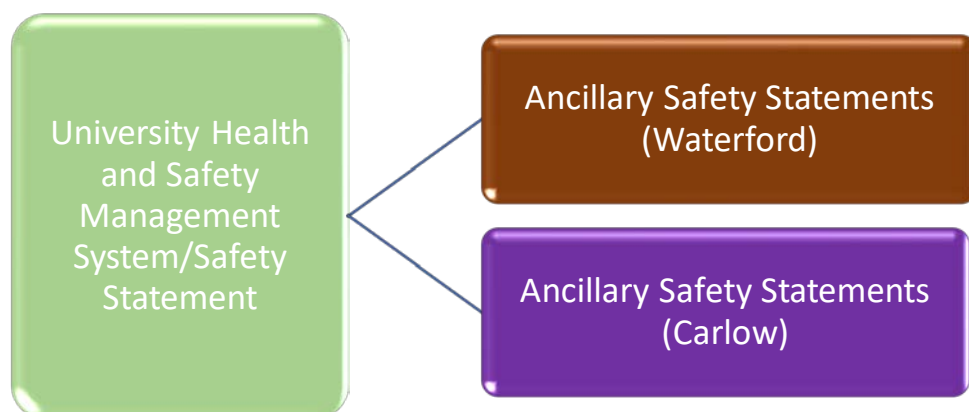 University Health
and Safety
Management
System/Safety
Statement
Ancillary Safety Statements
(Waterford)
Ancillary Safety Statements
(Carlow)